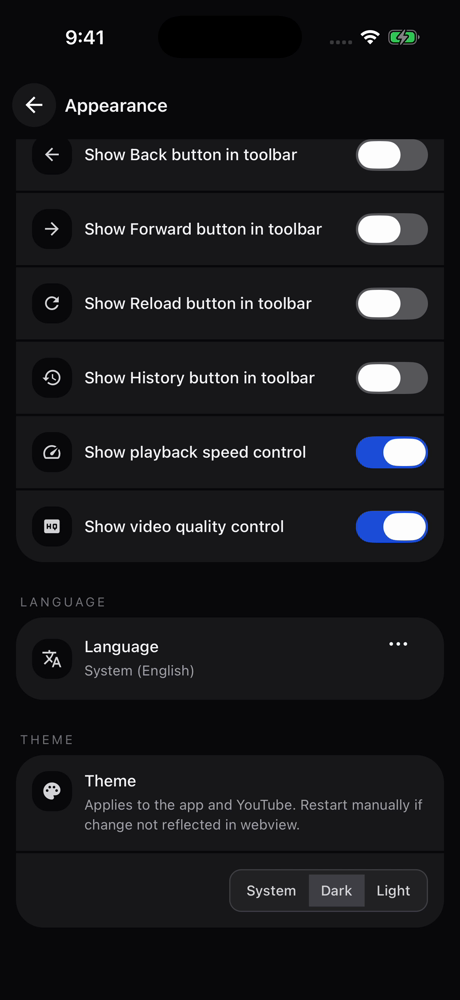 9:41
Appearance
Show Back button in toolbar
Show Forward button in toolbar
Show Reload button in toolbar
Show History button in toolbar
Show playback speed control
HQ
Show video quality control
LANGUAGE
Language
System (English)
THEME
Theme
Applies to the app and YouTube. Restart manually if
change not reflected in webview.
System
Dark
Light